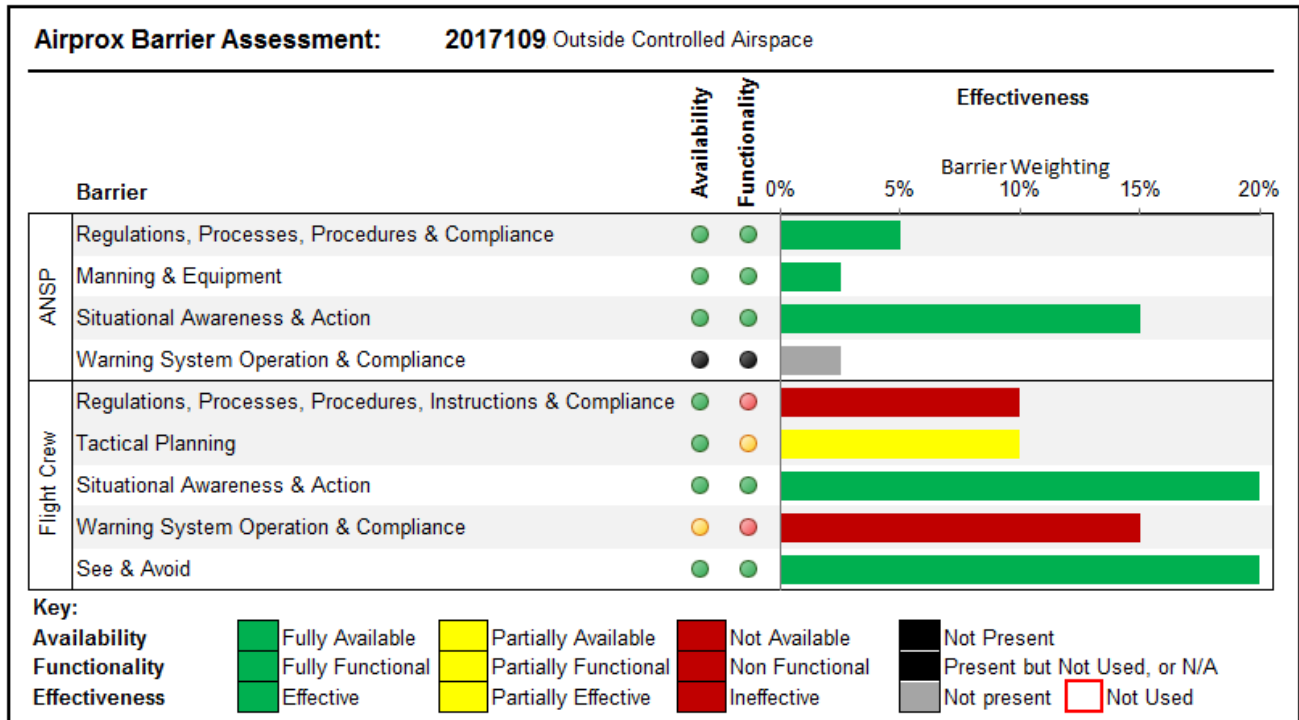 Airprox Barrier Assessment: 2017109 Outside Controlled Airspace
Availability
Functionality
Effectiveness
Barrier Weighting
Barrier
0% 5% 10% 15% 20%
ANSP
Regulations, Processes, Procedures & Compliance
Manning & Equipment
Situational Awareness & Action
Warning System Operation & Compliance
Flight Crew
Regulations, Processes, Procedures, Instructions & Compliance
Tactical Planning
Situational Awareness & Action
Warning System Operation & Compliance
See & Avoid
Key:
Availability Fully Available Partially Available Not Available Not Present
Functionality Fully Functional Partially Functional Non Functional Present but Not Used, or N/A
Effectiveness Effective Partially Effective Ineffective Not present Not Used